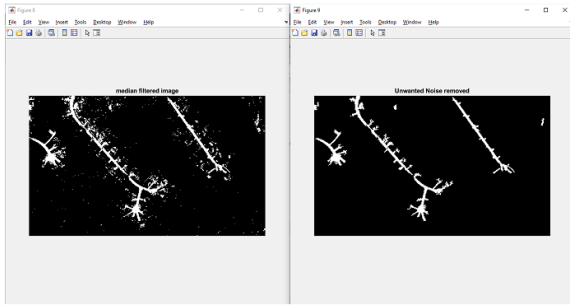 Figure 8
File Edit View Insert Tools Desktop Window Help
median filtered image
Figure 9
File Edit View Insert Tools Desktop Window Help
Unwanted Noise removed